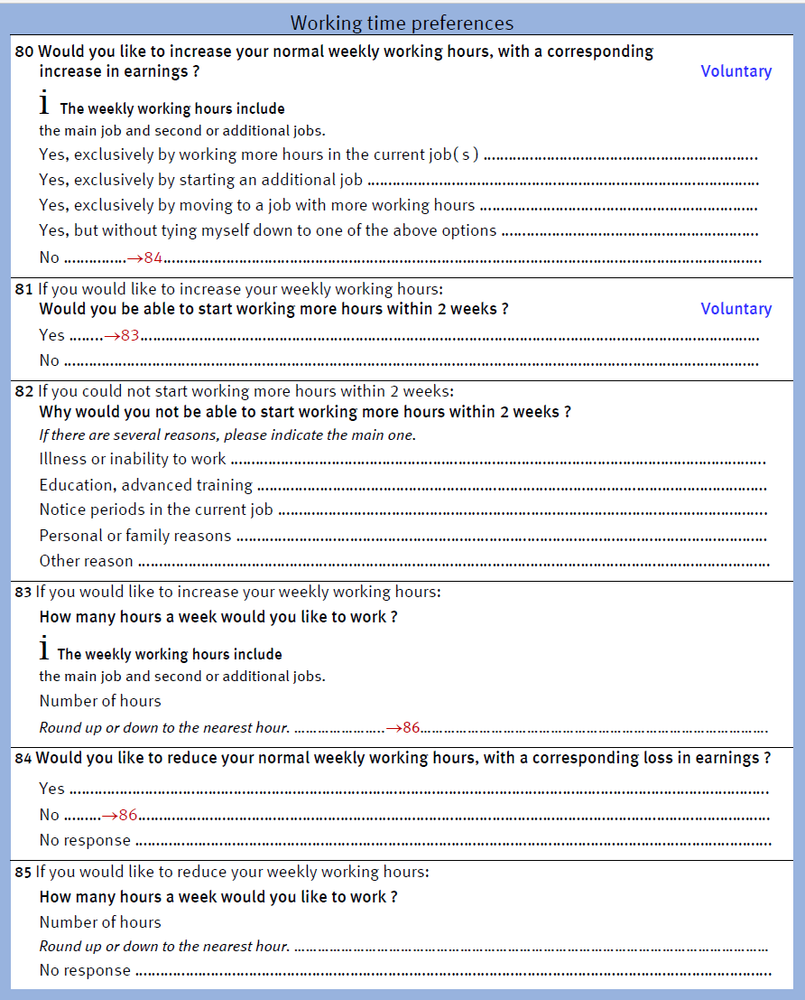 Working time preferences
80 Would you like to increase your normal weekly working hours, with a corresponding
increase in earnings ? Voluntary
i The weekly working hours include
the main job and second or additional jobs.
Yes, exclusively by working more hours in the current job( s ) ...............
Yes, exclusively by starting an additional job ...............
Yes, exclusively by moving to a job with more working hours ...............
Yes, but without tying myself down to one of the above options ...............
No ...............→84...............
81 If you would like to increase your weekly working hours:
Would you be able to start working more hours within 2 weeks ? Voluntary
Yes ........→83...............
No ...............
82 If you could not start working more hours within 2 weeks:
Why would you not be able to start working more hours within 2 weeks ?
If there are several reasons, please indicate the main one.
Illness or inability to work ...............
Education, advanced training ...............
Notice periods in the current job ...............
Personal or family reasons ...............
Other reason ...............
83 If you would like to increase your weekly working hours:
How many hours a week would you like to work ?
i The weekly working hours include
the main job and second or additional jobs.
Number of hours
Round up or down to the nearest hour. ...............→86...............
84 Would you like to reduce your normal weekly working hours, with a corresponding loss in earnings ?
Yes ...............
No .........→86...............
No response ...............
85 If you would like to reduce your weekly working hours:
How many hours a week would you like to work ?
Number of hours
Round up or down to the nearest hour. ...............
No response ...............